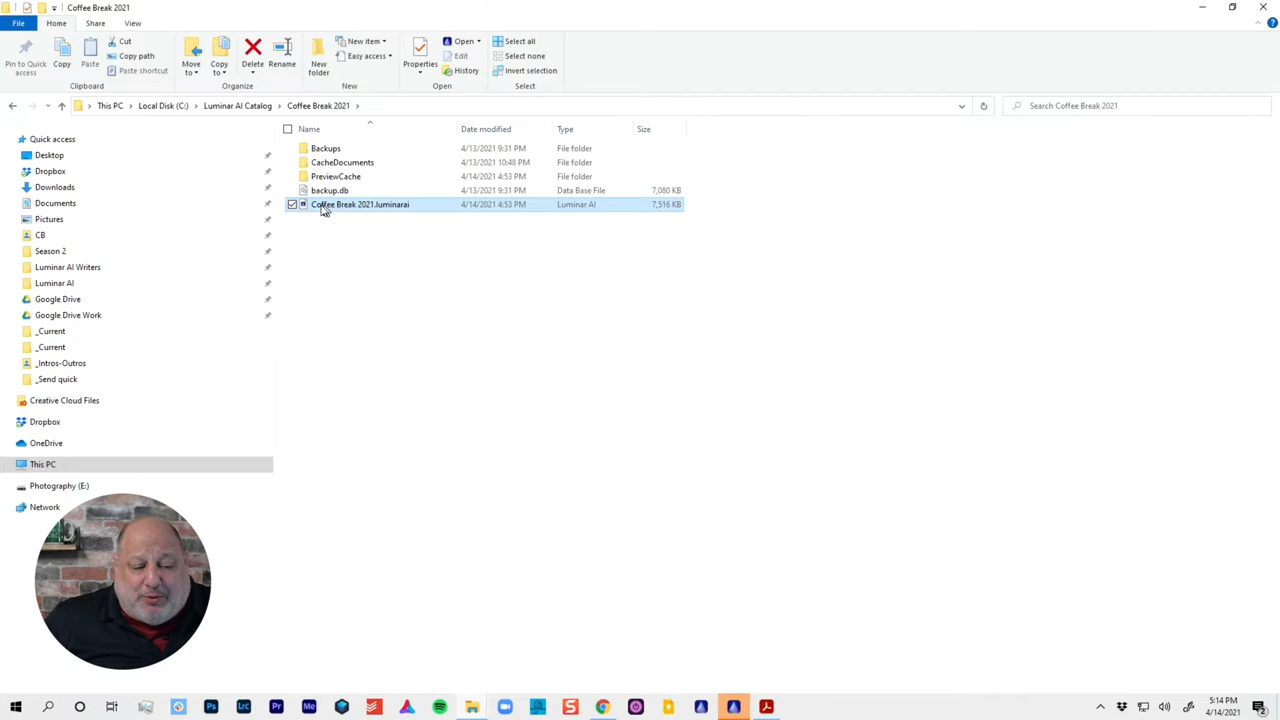 Coffee Break 2021
File Home Share View
Pin to Quick access
Copy
Paste
Cut
Copy path
Paste shortcut
Clipboard
Move to
Copy to
Delete
Rename
Organize
New folder
New item
Easy access
New
Properties
Open
Edit
History
Open
Select all
Select none
Invert selection
Select
This PC > Local Disk (C:) > Luminar AI Catalog > Coffee Break 2021 >
Search Coffee Break 2021
Quick access
Desktop
Dropbox
Downloads
Documents
Pictures
CB
Season 2
Luminar AI Writers
Luminar AI
Google Drive
Google Drive Work
_Current
_Current
_Intros-Outros
_Send quick
Creative Cloud Files
Dropbox
OneDrive
This PC
Photography (E:)
Network
Name Date modified Type Size
Backups 4/13/2021 9:31 PM File folder
CacheDocuments 4/13/2021 10:48 PM File folder
PreviewCache 4/14/2021 4:53 PM File folder
backup.db 4/13/2021 9:31 PM Data Base File 7,080 KB
Coffee Break 2021.luminarai 4/14/2021 4:53 PM Luminar AI 7,516 KB
Ps
LrC
Pr
Me
S
5:14 PM
4/14/2021
2